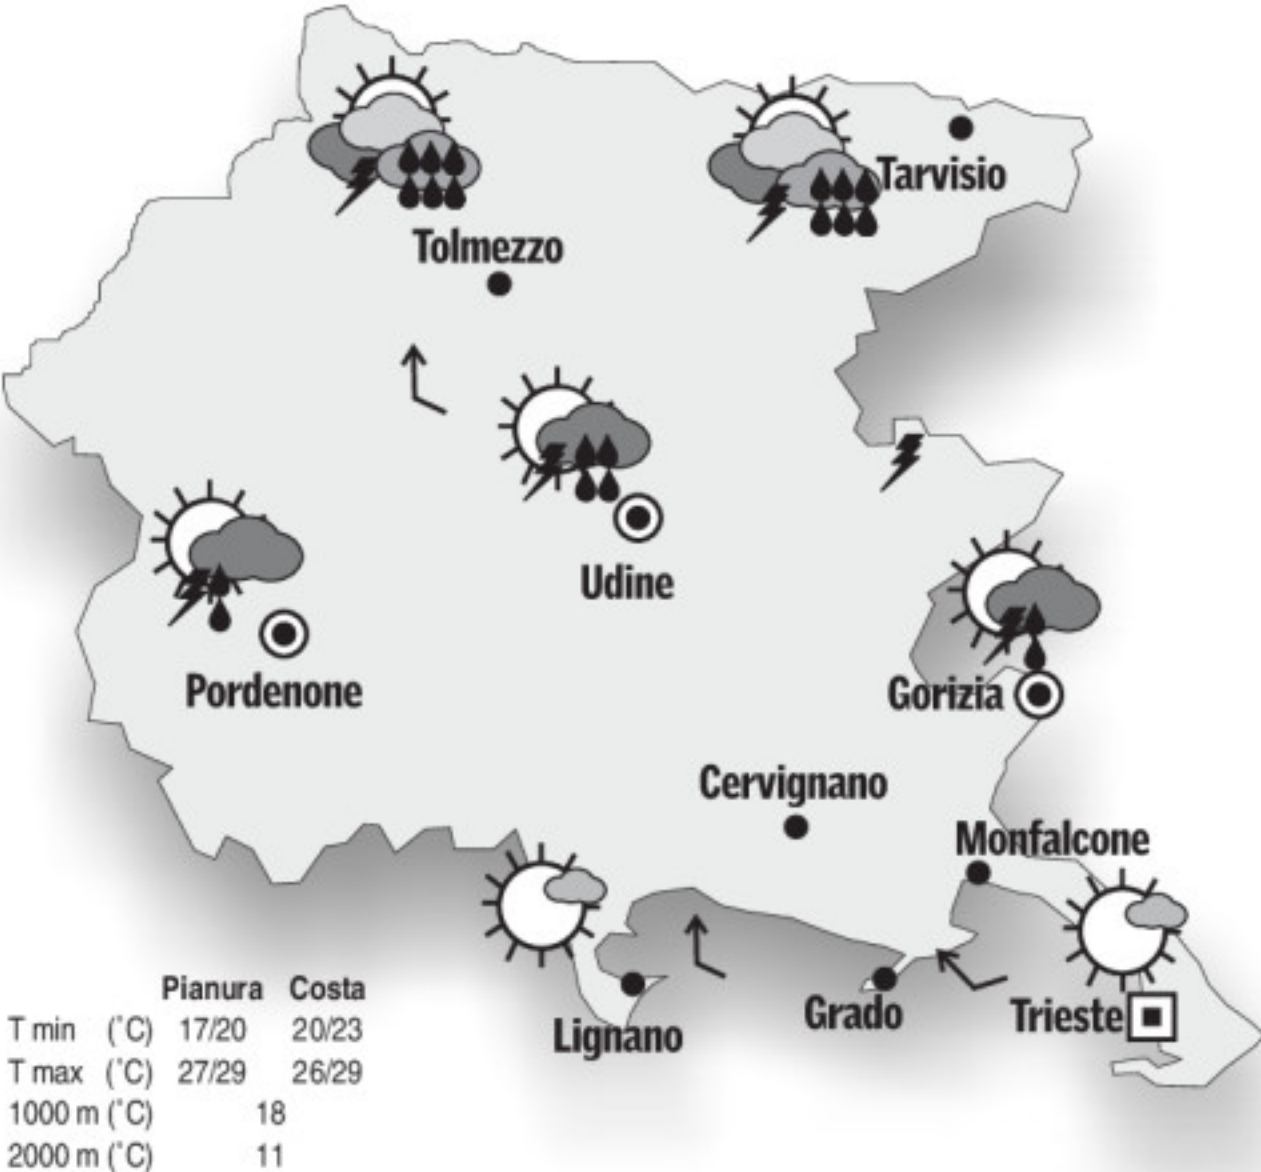 Tarvisio
Tolmezzo
Udine
Pordenone
Gorizia
Cervignano
Monfalcone
Grado
Trieste
Lignano
Pianura Costa
T min (˚C) 17/20 20/23
T max (˚C) 27/29 26/29
1000 m (˚C) 18
2000 m (˚C) 11